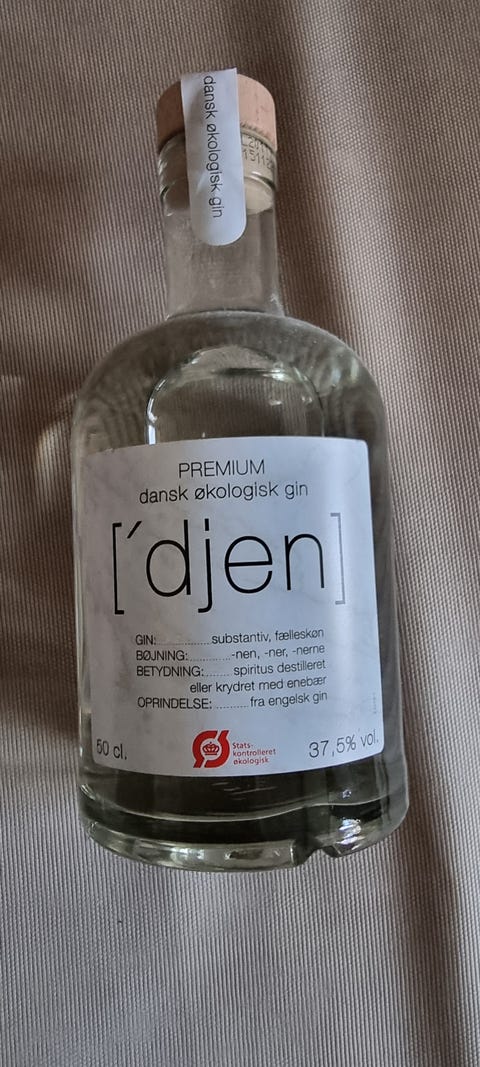 dansk økologisk gin
PREMIUM
dansk økologisk gin
[´djen]
GIN:................substantiv, fælleskøn
BØJNING:.............-nen, -ner, -nerne
BETYDNING:....... spiritus destilleret
eller krydret med enebær
OPRINDELSE: .........fra engelsk gin
50 cl.
Ø
Stats-
kontrolleret
økologisk
37,5% vol.